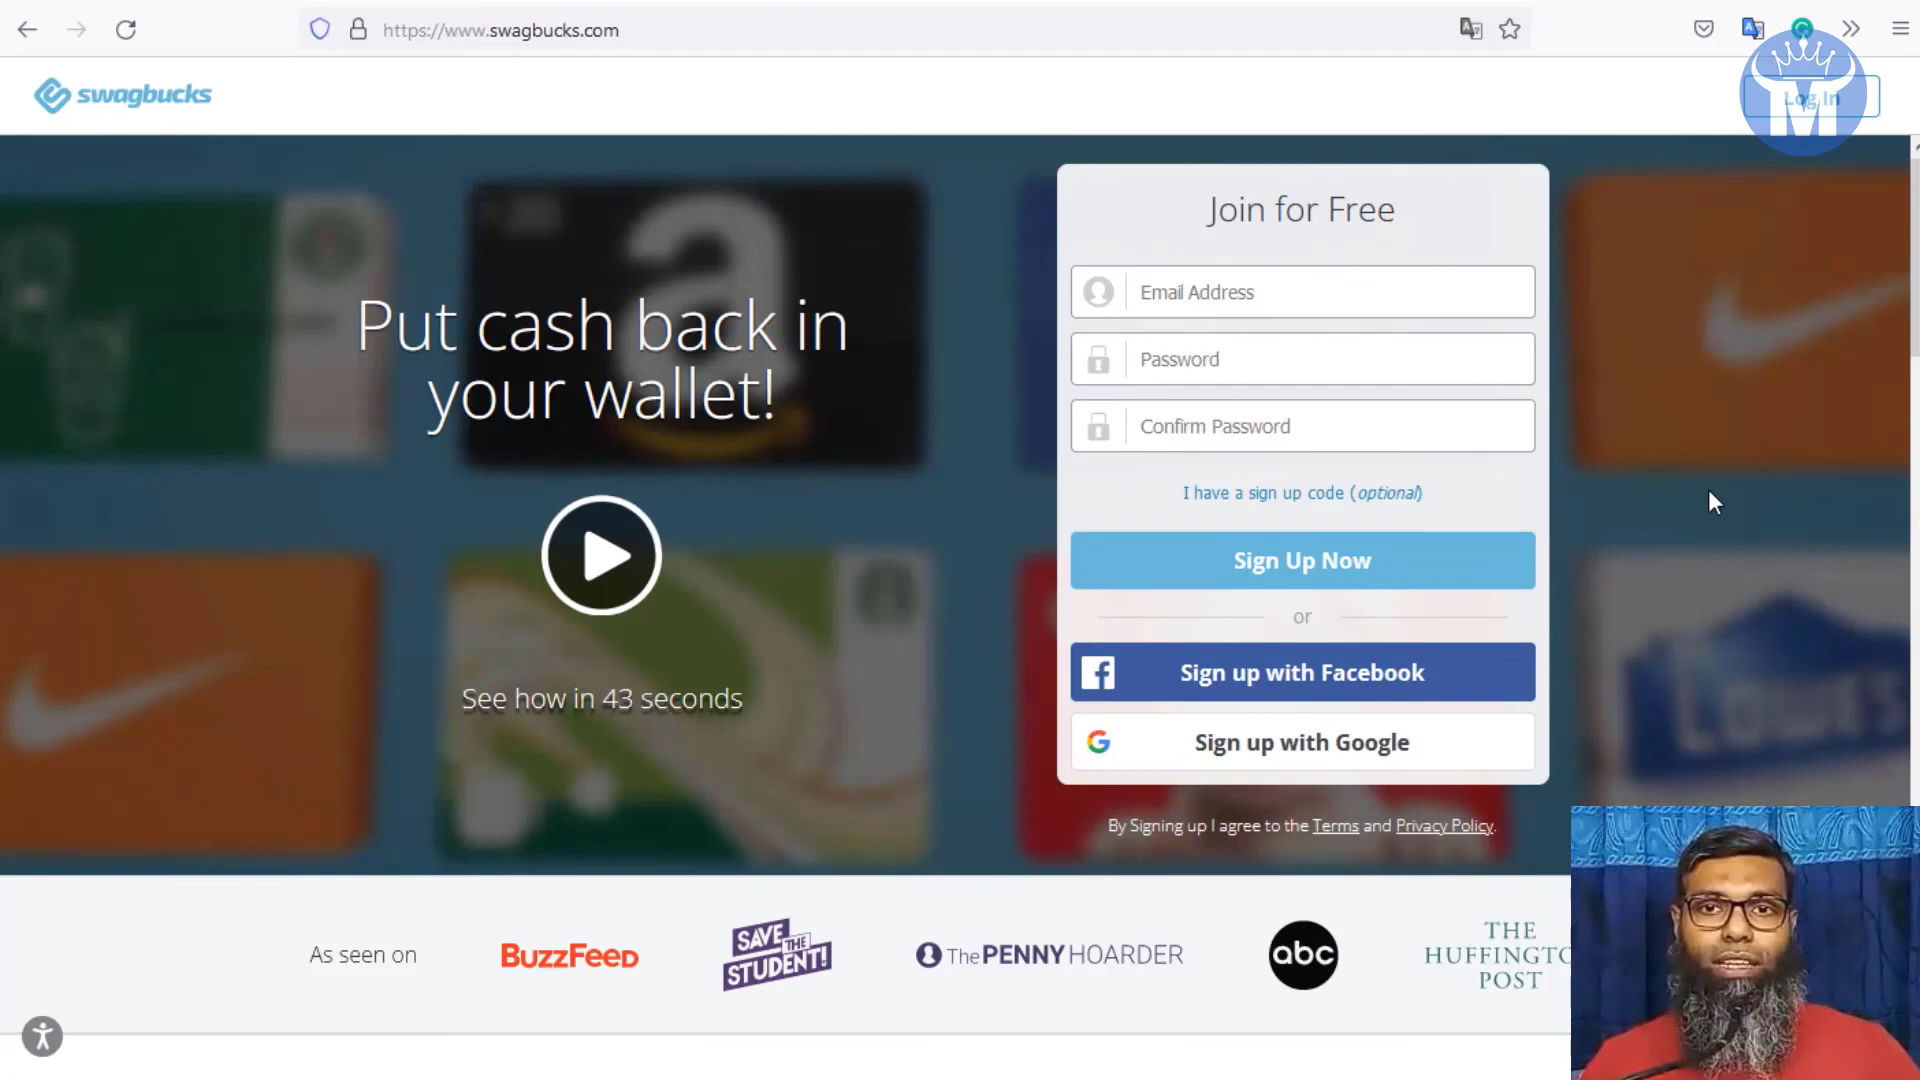 https://www.swagbucks.com
swagbucks
Log In
M
Join for Free
Email Address
Password
Confirm Password
I have a sign up code (optional)
Sign Up Now
or
Sign up with Facebook
Sign up with Google
By Signing up I agree to the Terms and Privacy Policy.
Put cash back in
your wallet!
See how in 43 seconds
LOWE'S
As seen on
BuzzFeed
SAVE
THE
STUDENT!
The PENNY HOARDER
abc
THE
HUFFINGTO
POST